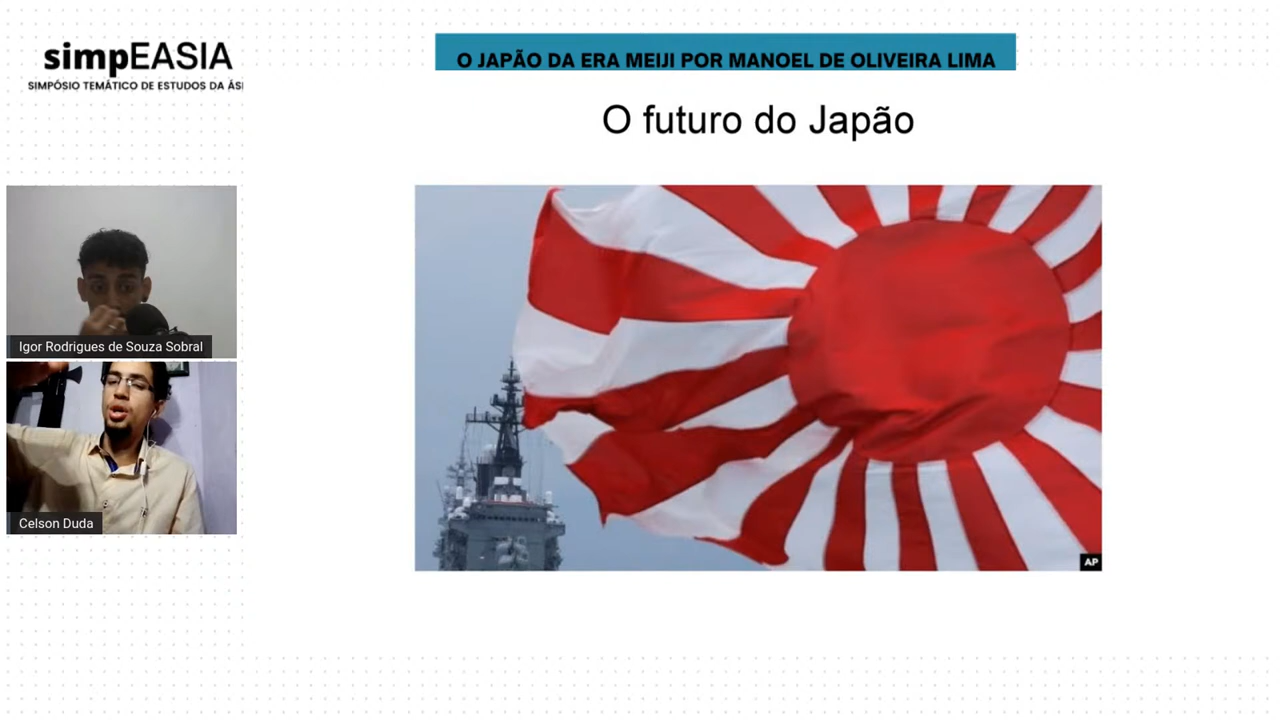 simpEASIA
SIMPÓSIO TEMÁTICO DE ESTUDOS DA ÁSI
O JAPÃO DA ERA MEIJI POR MANOEL DE OLIVEIRA LIMA
O futuro do Japão
AP
Igor Rodrigues de Souza Sobral
Celson Duda